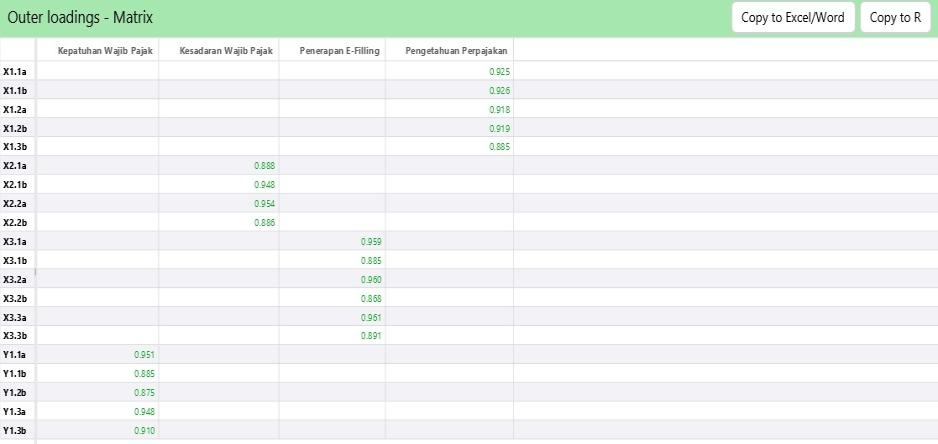 Outer loadings - Matrix Copy to Excel/Word Copy to R
Kepatuhan Wajib Pajak Kesadaran Wajib Pajak Penerapan E-Filling Pengetahuan Perpajakan
X1.1a 0.925
X1.1b 0.926
X1.2a 0.918
X1.2b 0.919
X1.3b 0.885
X2.1a 0.888
X2.1b 0.948
X2.2a 0.954
X2.2b 0.886
X3.1a 0.959
X3.1b 0.885
X3.2a 0.960
X3.2b 0.868
X3.3a 0.961
X3.3b 0.891
Y1.1a 0.951
Y1.1b 0.885
Y1.2b 0.875
Y1.3a 0.948
Y1.3b 0.910